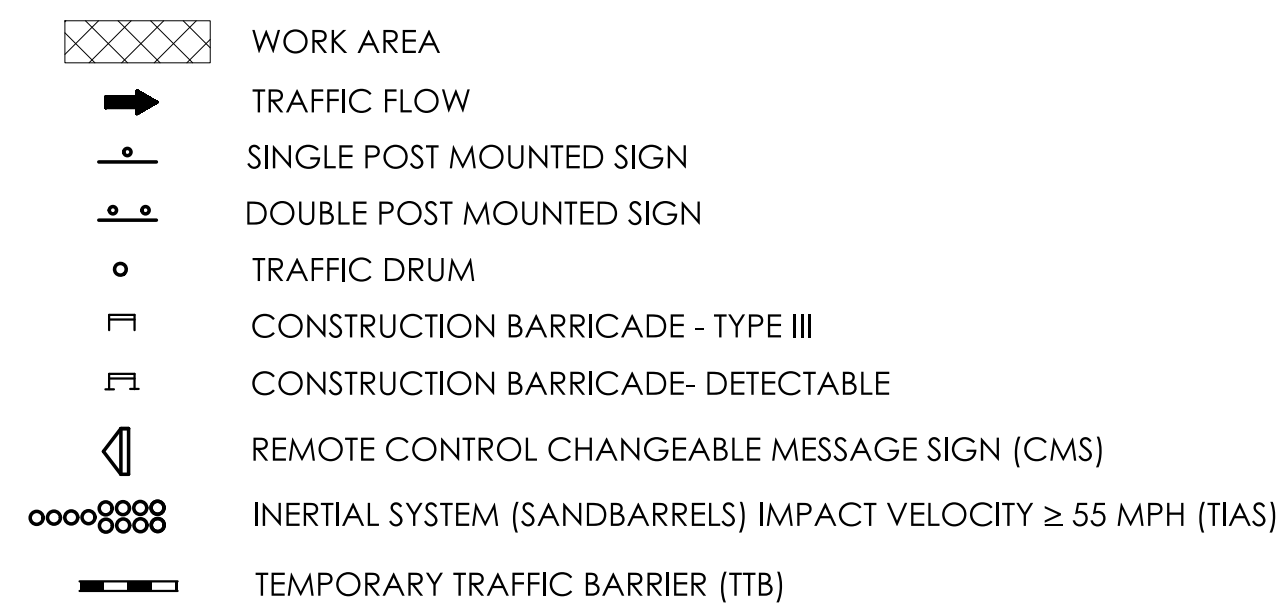 WORK AREA
TRAFFIC FLOW
SINGLE POST MOUNTED SIGN
DOUBLE POST MOUNTED SIGN
TRAFFIC DRUM
CONSTRUCTION BARRICADE - TYPE III
CONSTRUCTION BARRICADE- DETECTABLE
REMOTE CONTROL CHANGEABLE MESSAGE SIGN (CMS)
INERTIAL SYSTEM (SANDBARRELS) IMPACT VELOCITY ≥ 55 MPH (TIAS)
TEMPORARY TRAFFIC BARRIER (TTB)